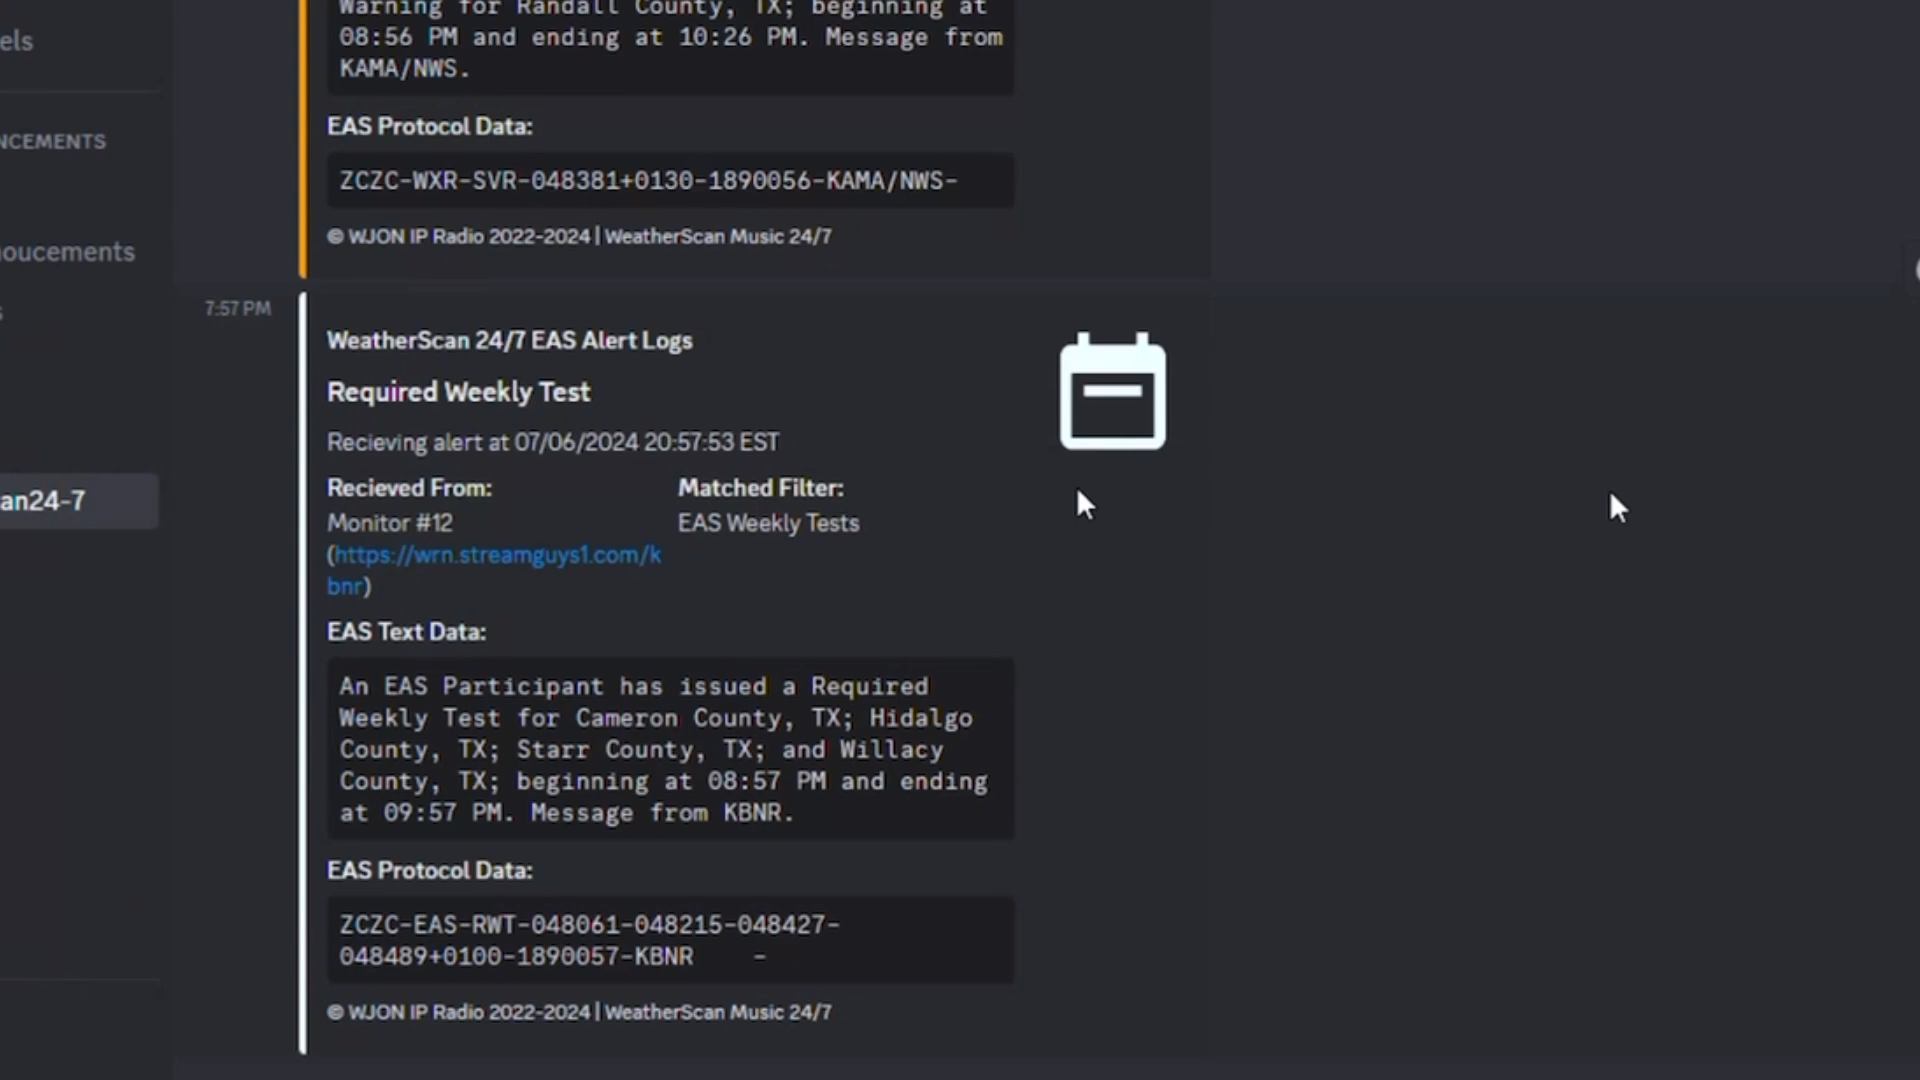 els
NCEMENTS
noucements
s
an24-7
Warning for Randall County, TX; beginning at
08:56 PM and ending at 10:26 PM. Message from
KAMA/NWS.
EAS Protocol Data:
ZCZC-WXR-SVR-048381+0130-1890056-KAMA/NWS-
© WJON IP Radio 2022-2024 | WeatherScan Music 24/7
7:57 PM
WeatherScan 24/7 EAS Alert Logs
Required Weekly Test
Recieving alert at 07/06/2024 20:57:53 EST
Recieved From:
Monitor #12
(https://wrn.streamguys1.com/k
bnr)
Matched Filter:
EAS Weekly Tests
EAS Text Data:
An EAS Participant has issued a Required
Weekly Test for Cameron County, TX; Hidalgo
County, TX; Starr County, TX; and Willacy
County, TX; beginning at 08:57 PM and ending
at 09:57 PM. Message from KBNR.
EAS Protocol Data:
ZCZC-EAS-RWT-048061-048215-048427-
048489+0100-1890057-KBNR    -
© WJON IP Radio 2022-2024 | WeatherScan Music 24/7